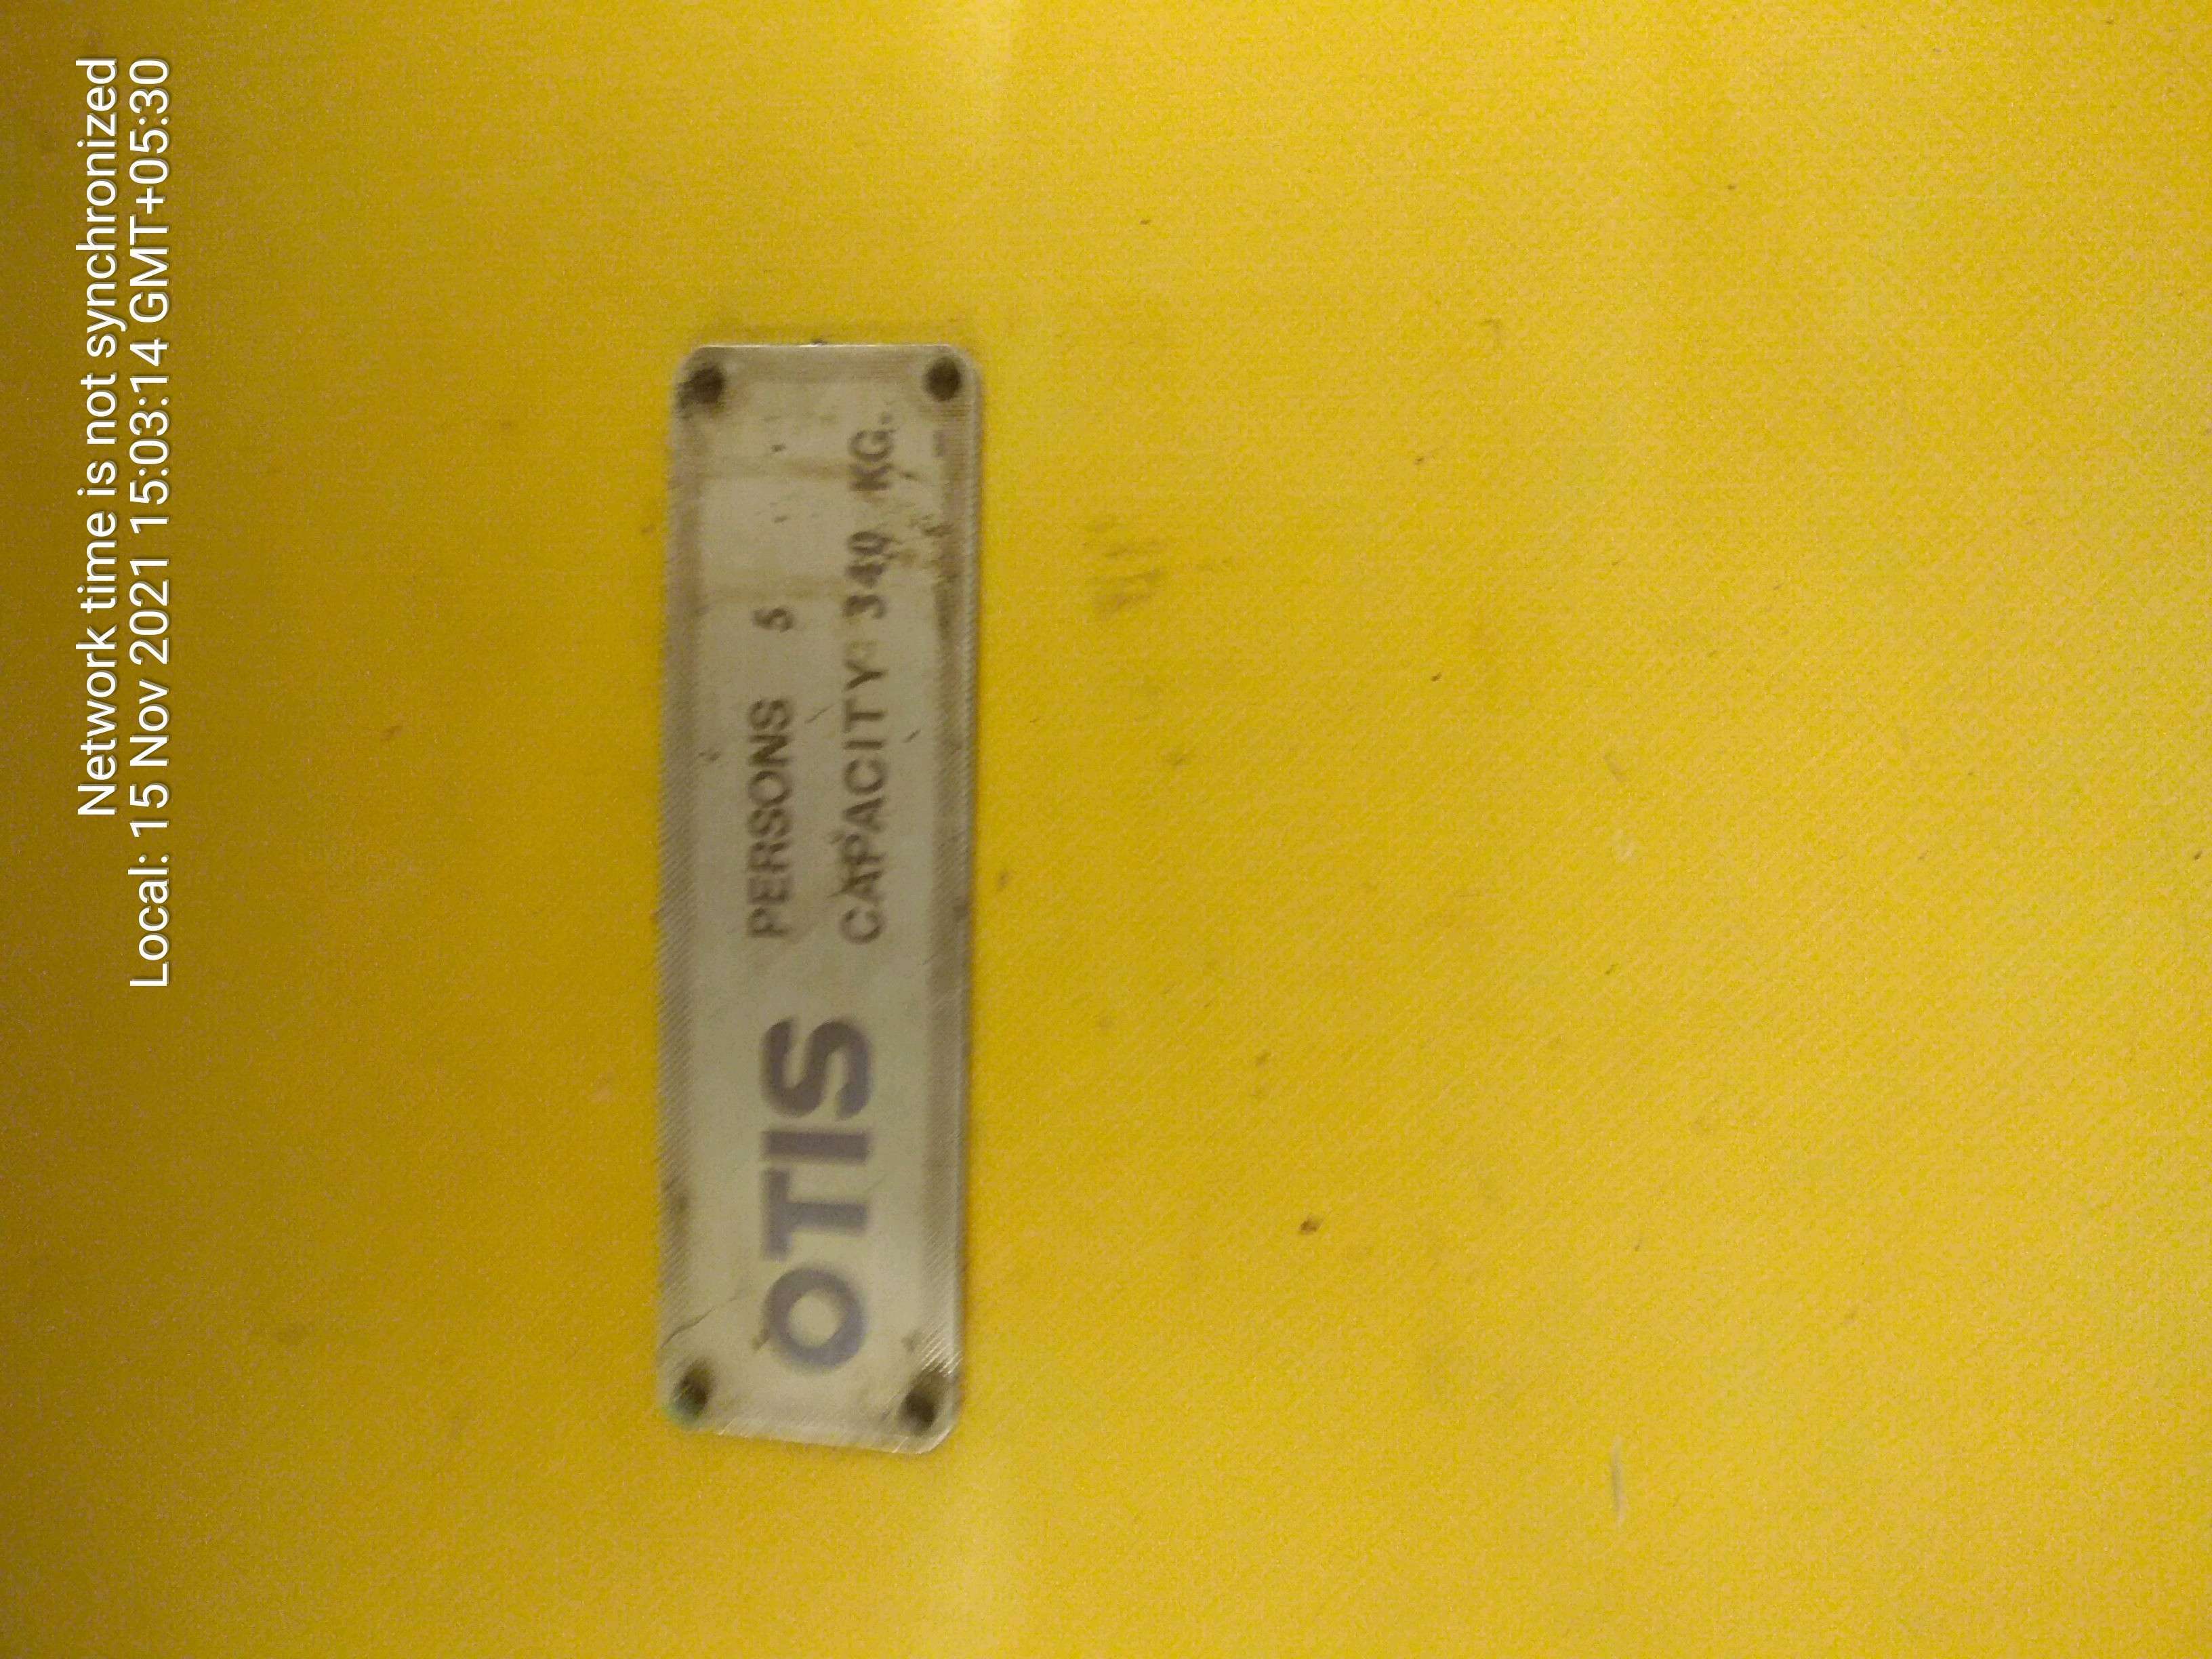 Network time is not synchronized
Local: 15 Nov 2021 15:03:14 GMT+05:30
OTIS
PERSONS 5
CAPACITY: 340 KG.